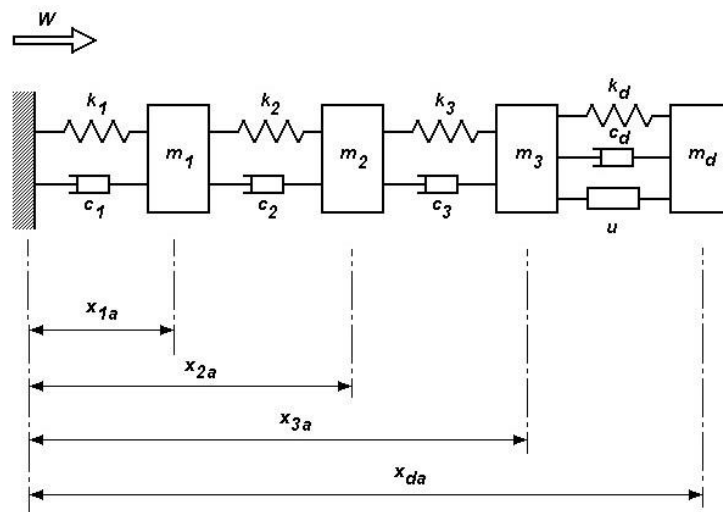 W
k1 k2 k3 kd
cd
m1 m2 m3 md
c1 c2 c3
u
x1a
x2a
x3a
xda